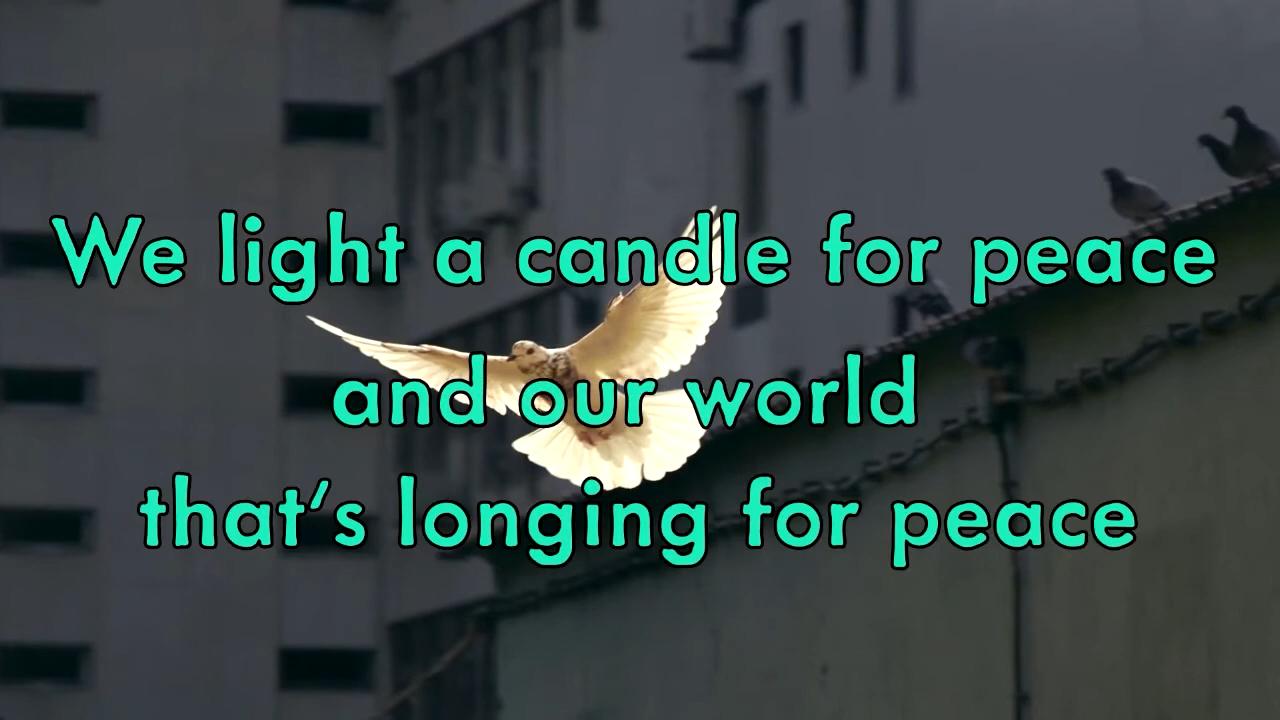 We light a candle for peace
and our world
that‘s longing for peace